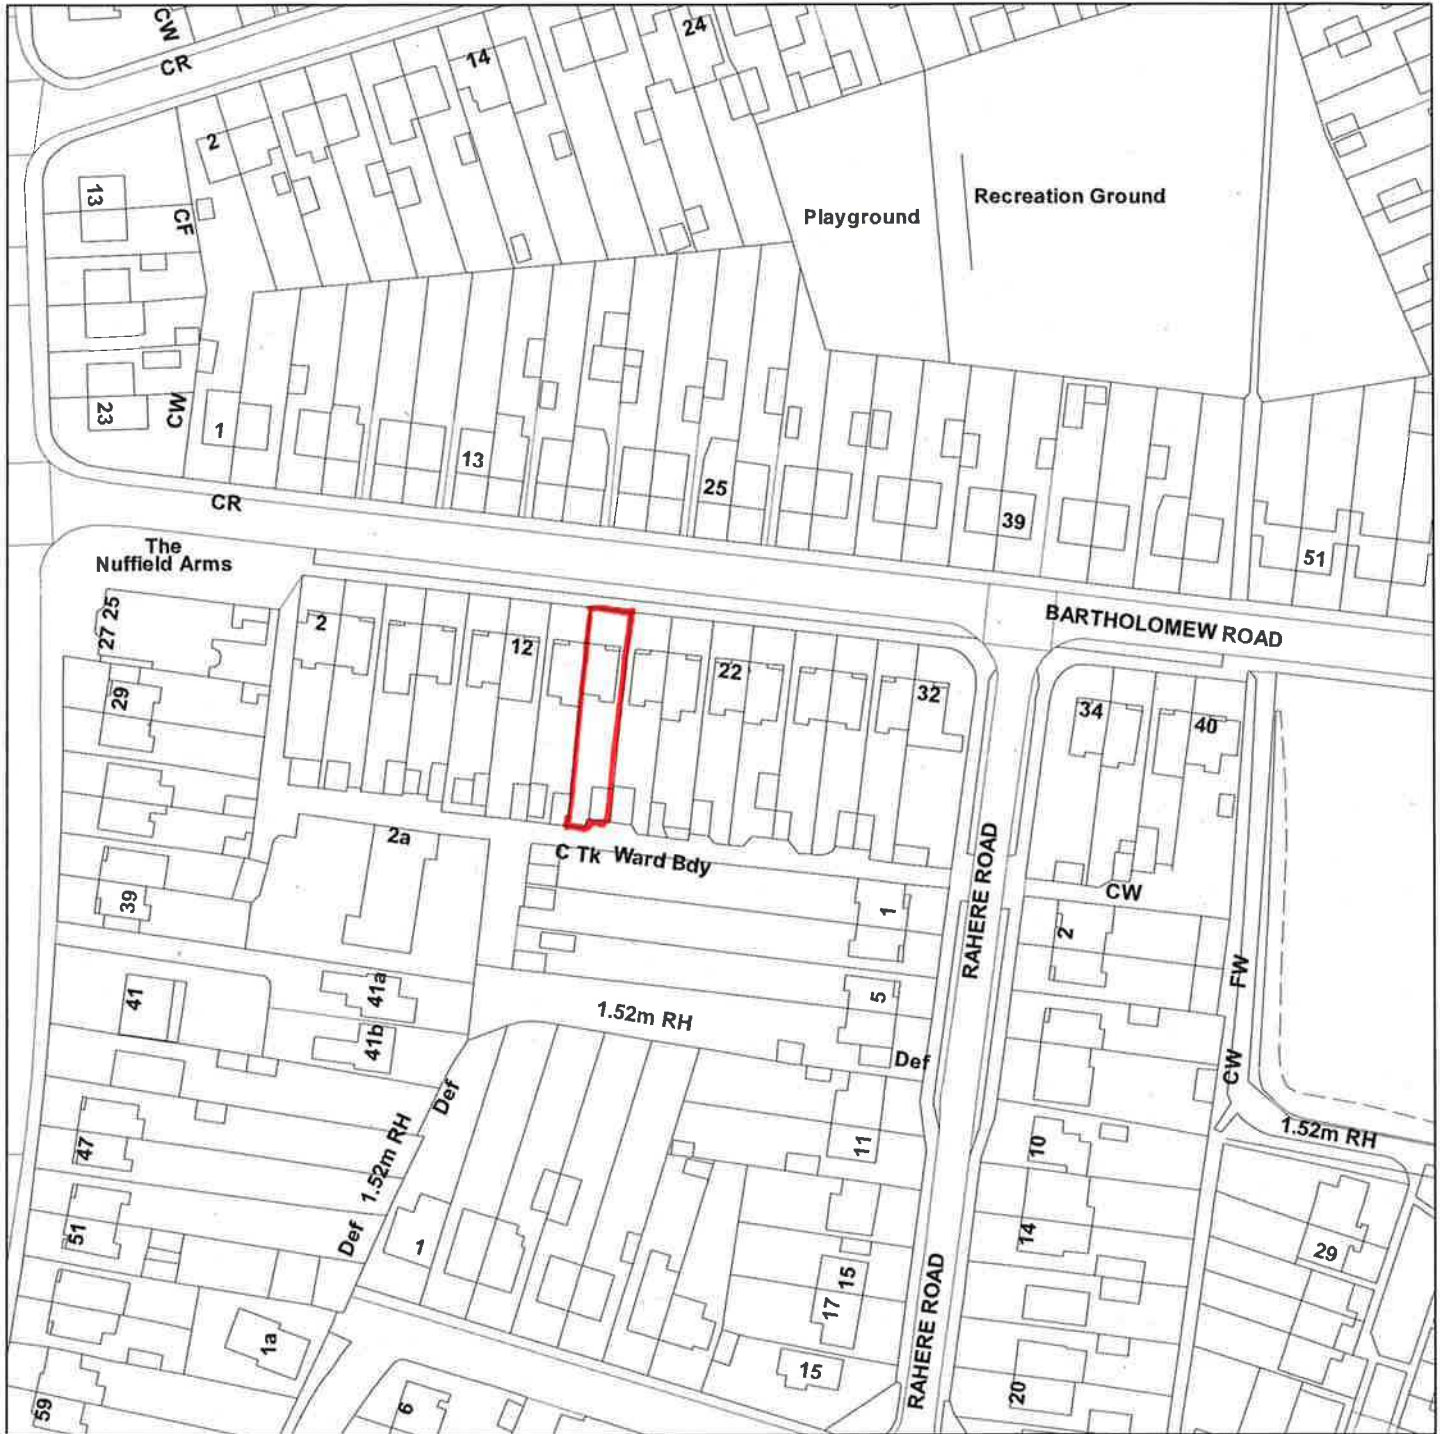 CW
CR
14
24
2
13
CF
Playground
Recreation Ground
23
CW
1
13
25
39
51
CR
The
Nuffield Arms
BARTHOLOMEW ROAD
27 25
2
12
22
32
34
40
29
2a
C Tk Ward Bdy
CW
39
1
2
RAHERE ROAD
FW
41
41a
5
1.52m RH
41b
Def
Def
CW
1.52m RH
47
1.52m RH
11
10
51
Def
1
14
29
15
17
1a
15
RAHERE ROAD
59
6
20